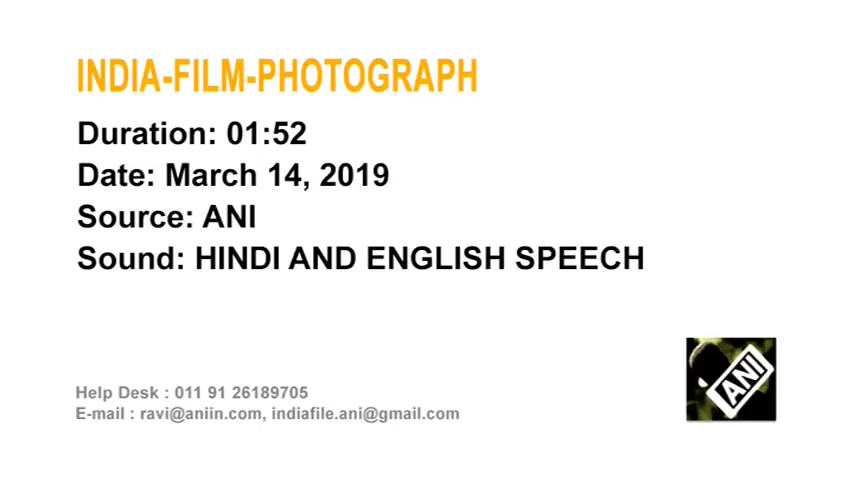 INDIA-FILM-PHOTOGRAPH
Duration: 01:52
Date: March 14, 2019
Source: ANI
Sound: HINDI AND ENGLISH SPEECH
Help Desk : 011 91 26189705
E-mail : ravi@aniin.com, indiafile.ani@gmail.com
ANI